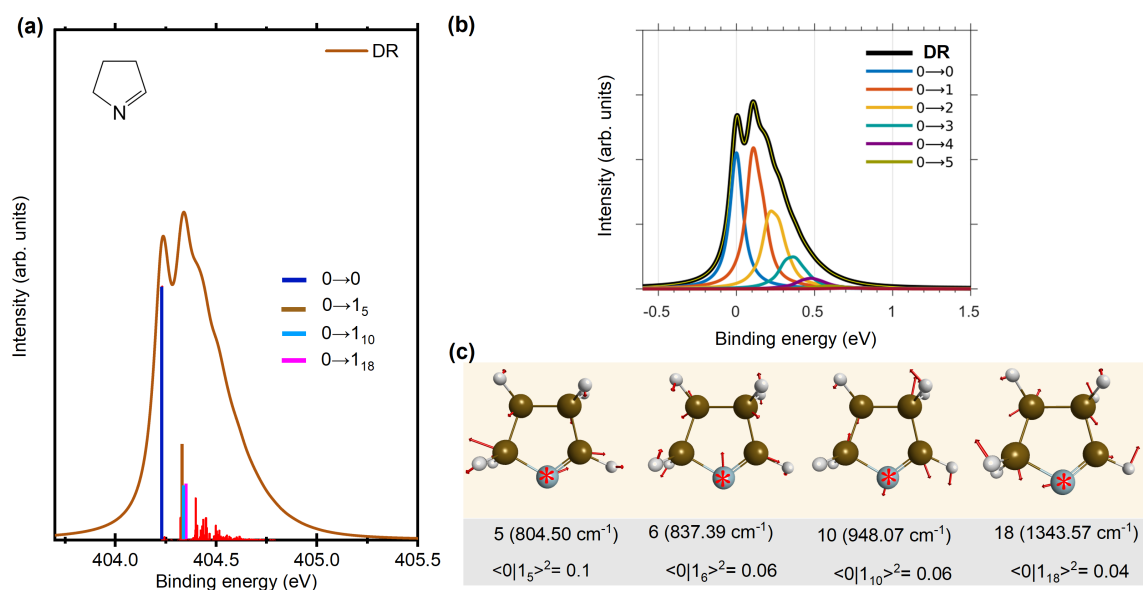 (a)
DR
N
0→0
0→1₅
0→1₁₀
0→1₁₈
Intensity (arb. units)
404.0 404.5 405.0 405.5
Binding energy (eV)
(b)
DR
0→0
0→1
0→2
0→3
0→4
0→5
Intensity (arb. units)
-0.5 0 0.5 1 1.5
Binding energy (eV)
(c)
* * * *
5 (804.50 cm⁻¹) 6 (837.39 cm⁻¹) 10 (948.07 cm⁻¹) 18 (1343.57 cm⁻¹)
<0|1₅>²= 0.1 <0|1₆>²= 0.06 <0|1₁₀>²= 0.06 <0|1₁₈>²= 0.04